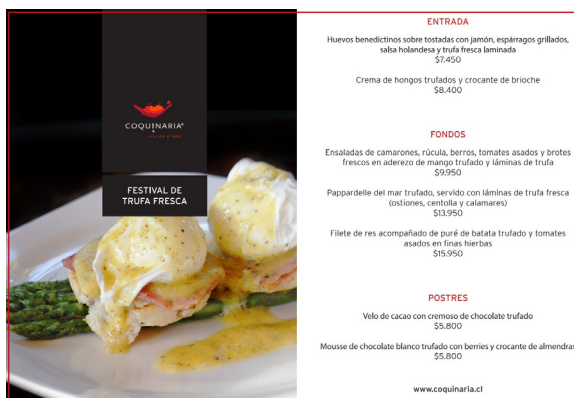 COQUINARIA
FESTIVAL DE
TRUFA FRESCA
ENTRADA
Huevos benedictinos sobre tostadas con jamón, espárragos grillados,
salsa holandesa y trufa fresca laminada
$7.450
Crema de hongos trufados y crocante de brioche
$8.400
FONDOS
Ensaladas de camarones, rúcula, berros, tomates asados y brotes
frescos en aderezo de mango trufado y láminas de trufa
$9.950
Pappardelle del mar trufado, servido con láminas de trufa fresca
(ostiones, centolla y calamares)
$13.950
Filete de res acompañado de puré de batata trufado y tomates
asados en finas hierbas
$15.950
POSTRES
Velo de cacao con cremoso de chocolate trufado
$5.800
Mousse de chocolate blanco trufado con berries y crocante de almendras
$5.800
www.coquinaria.cl